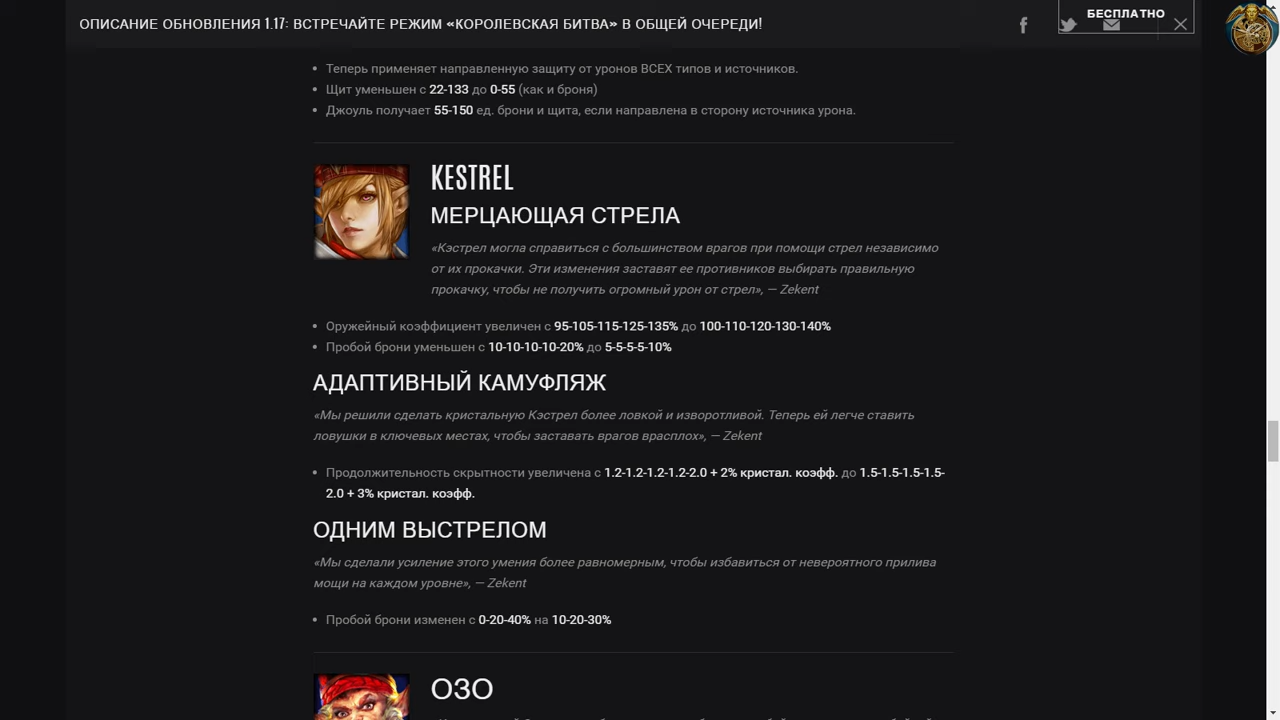 ОПИСАНИЕ ОБНОВЛЕНИЯ 1.17: ВСТРЕЧАЙТЕ РЕЖИМ «КОРОЛЕВСКАЯ БИТВА» В ОБЩЕЙ ОЧЕРЕДИ!
БЕСПЛАТНО
Теперь применяет направленную защиту от уронов ВСЕХ типов и источников.
Щит уменьшен с 22-133 до 0-55 (как и броня)
Джоуль получает 55-150 ед. брони и щита, если направлена в сторону источника урона.
KESTREL
МЕРЦАЮЩАЯ СТРЕЛА
«Кэстрел могла справиться с большинством врагов при помощи стрел независимо
от их прокачки. Эти изменения заставят ее противников выбирать правильную
прокачку, чтобы не получить огромный урон от стрел», — Zekent
Оружейный коэффициент увеличен с 95-105-115-125-135% до 100-110-120-130-140%
Пробой брони уменьшен с 10-10-10-10-20% до 5-5-5-5-10%
АДАПТИВНЫЙ КАМУФЛЯЖ
«Мы решили сделать кристальную Кэстрел более ловкой и изворотливой. Теперь ей легче ставить
ловушки в ключевых местах, чтобы заставать врагов врасплох», — Zekent
Продолжительность скрытности увеличена с 1.2-1.2-1.2-1.2-2.0 + 2% кристал. коэфф. до 1.5-1.5-1.5-1.5-
2.0 + 3% кристал. коэфф.
ОДНИМ ВЫСТРЕЛОМ
«Мы сделали усиление этого умения более равномерным, чтобы избавиться от невероятного прилива
мощи на каждом уровне», — Zekent
Пробой брони изменен с 0-20-40% на 10-20-30%
ОЗО